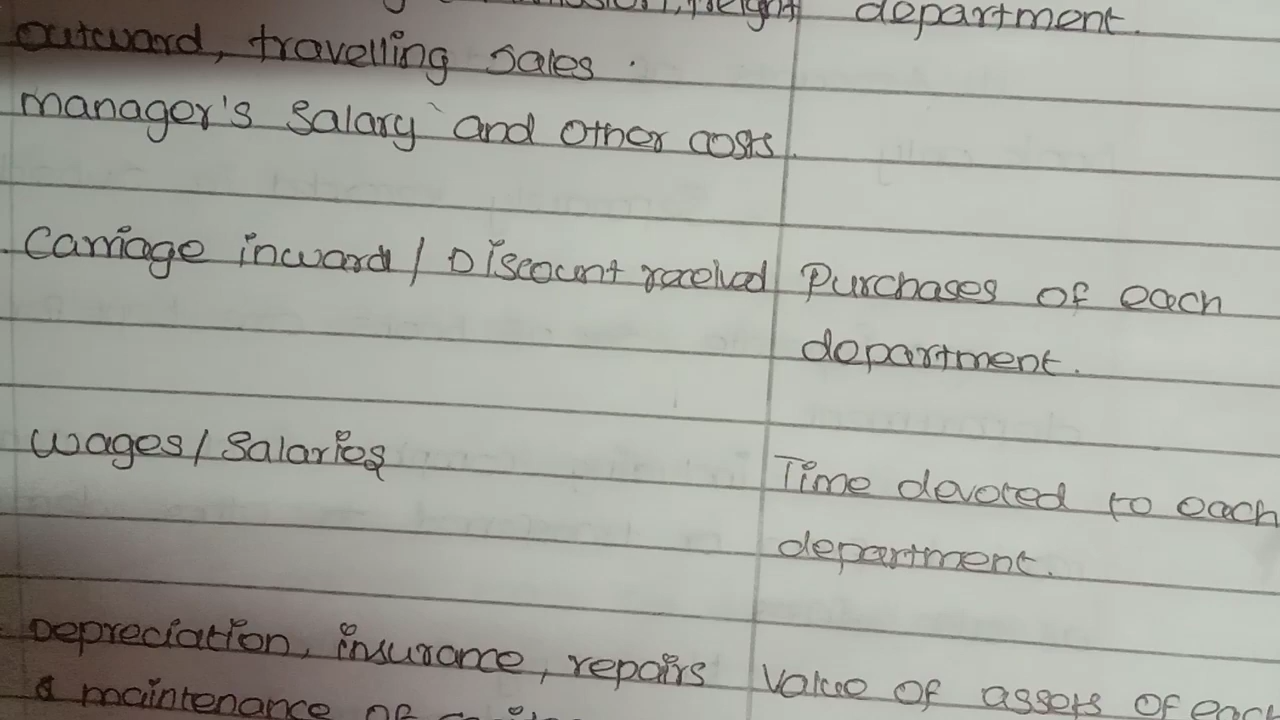 department.
outward, travelling sales.
manager's salary and other costs.
Carriage inward / Discount received Purchases of each
department.
Wages / Salaries
Time devoted to each
department.
Depreciation, insurance, repairs Value of assets of each
& maintenance of